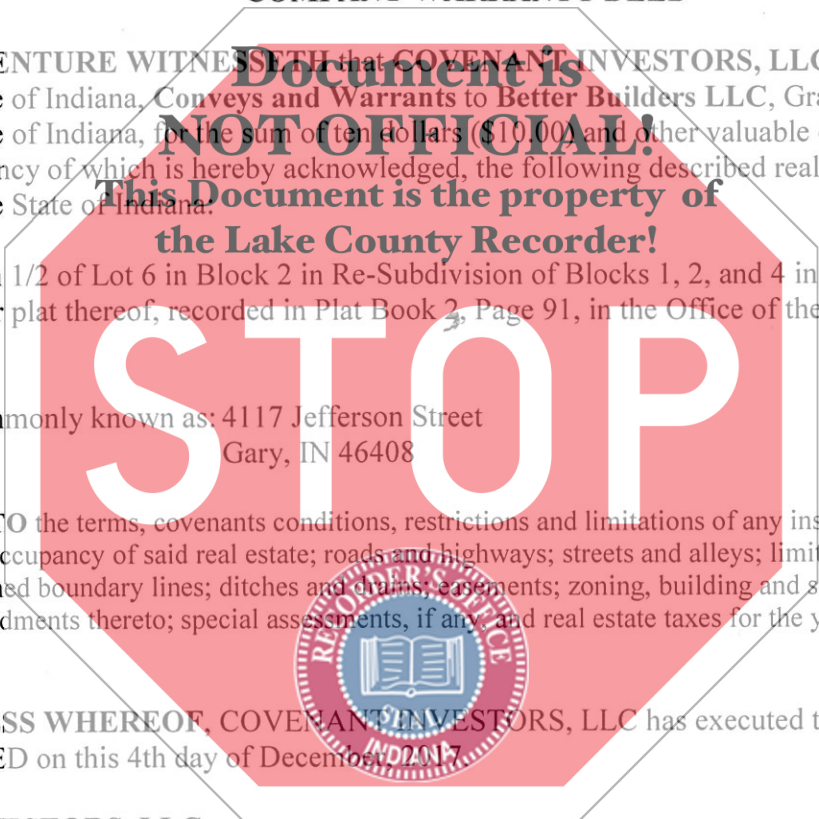 ENTURE WITNESSETH that COVENANT INVESTORS, LLC
Document is
of Indiana, Conveys and Warrants to Better Builders LLC, Gra
of Indiana, for the sum of ten dollars ($10.00) and other valuable
NOT OFFICIAL!
ncy of which is hereby acknowledged, the following described real
This Document is the property of
State of Indiana:
the Lake County Recorder!
1/2 of Lot 6 in Block 2 in Re-Subdivision of Blocks 1, 2, and 4 in
plat thereof, recorded in Plat Book 2, Page 91, in the Office of the
3
STOP
mmonly known as: 4117 Jefferson Street
Gary, IN 46408
TO the terms, covenants conditions, restrictions and limitations of any ins
ccupancy of said real estate; roads and highways; streets and alleys; limit
ed boundary lines; ditches and drains; easements; zoning, building and s
dments thereto; special assessments, if any, and real estate taxes for the y
RECORDER'S OFFICE
SEAL
INDIANA
SS WHEREOF, COVENANT INVESTORS, LLC has executed t
ED on this 4th day of December, 2017.